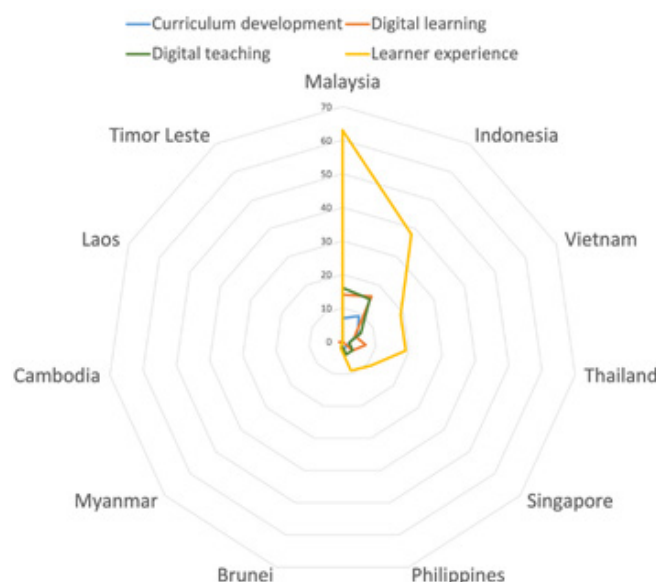 Curriculum development Digital learning
Digital teaching Learner experience
Malaysia
70
Timor Leste Indonesia
60
50
Laos Vietnam
40
30
20
10
0
Cambodia Thailand
Myanmar Singapore
Brunei Philippines